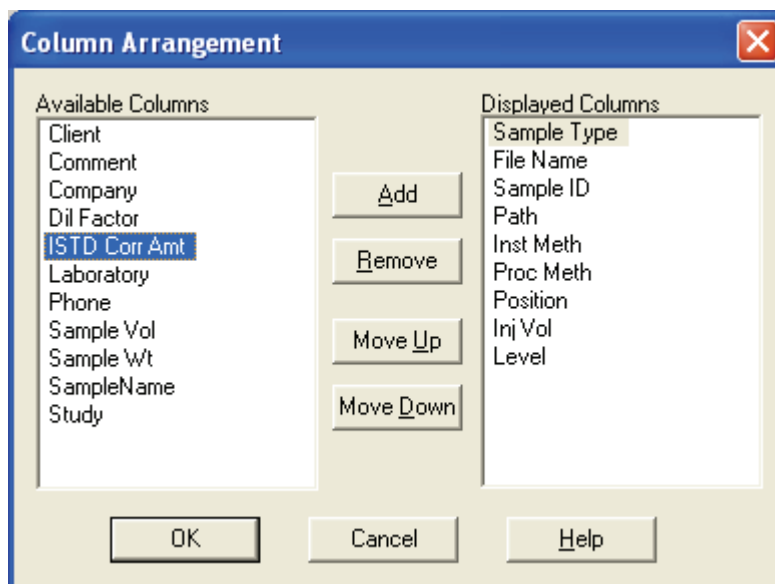 Column Arrangement
Available Columns
Client
Comment
Company
Dil Factor
ISTD Corr Amt
Laboratory
Phone
Sample Vol
Sample Wt
SampleName
Study
Add
Remove
Move Up
Move Down
Displayed Columns
Sample Type
File Name
Sample ID
Path
Inst Meth
Proc Meth
Position
Inj Vol
Level
OK
Cancel
Help